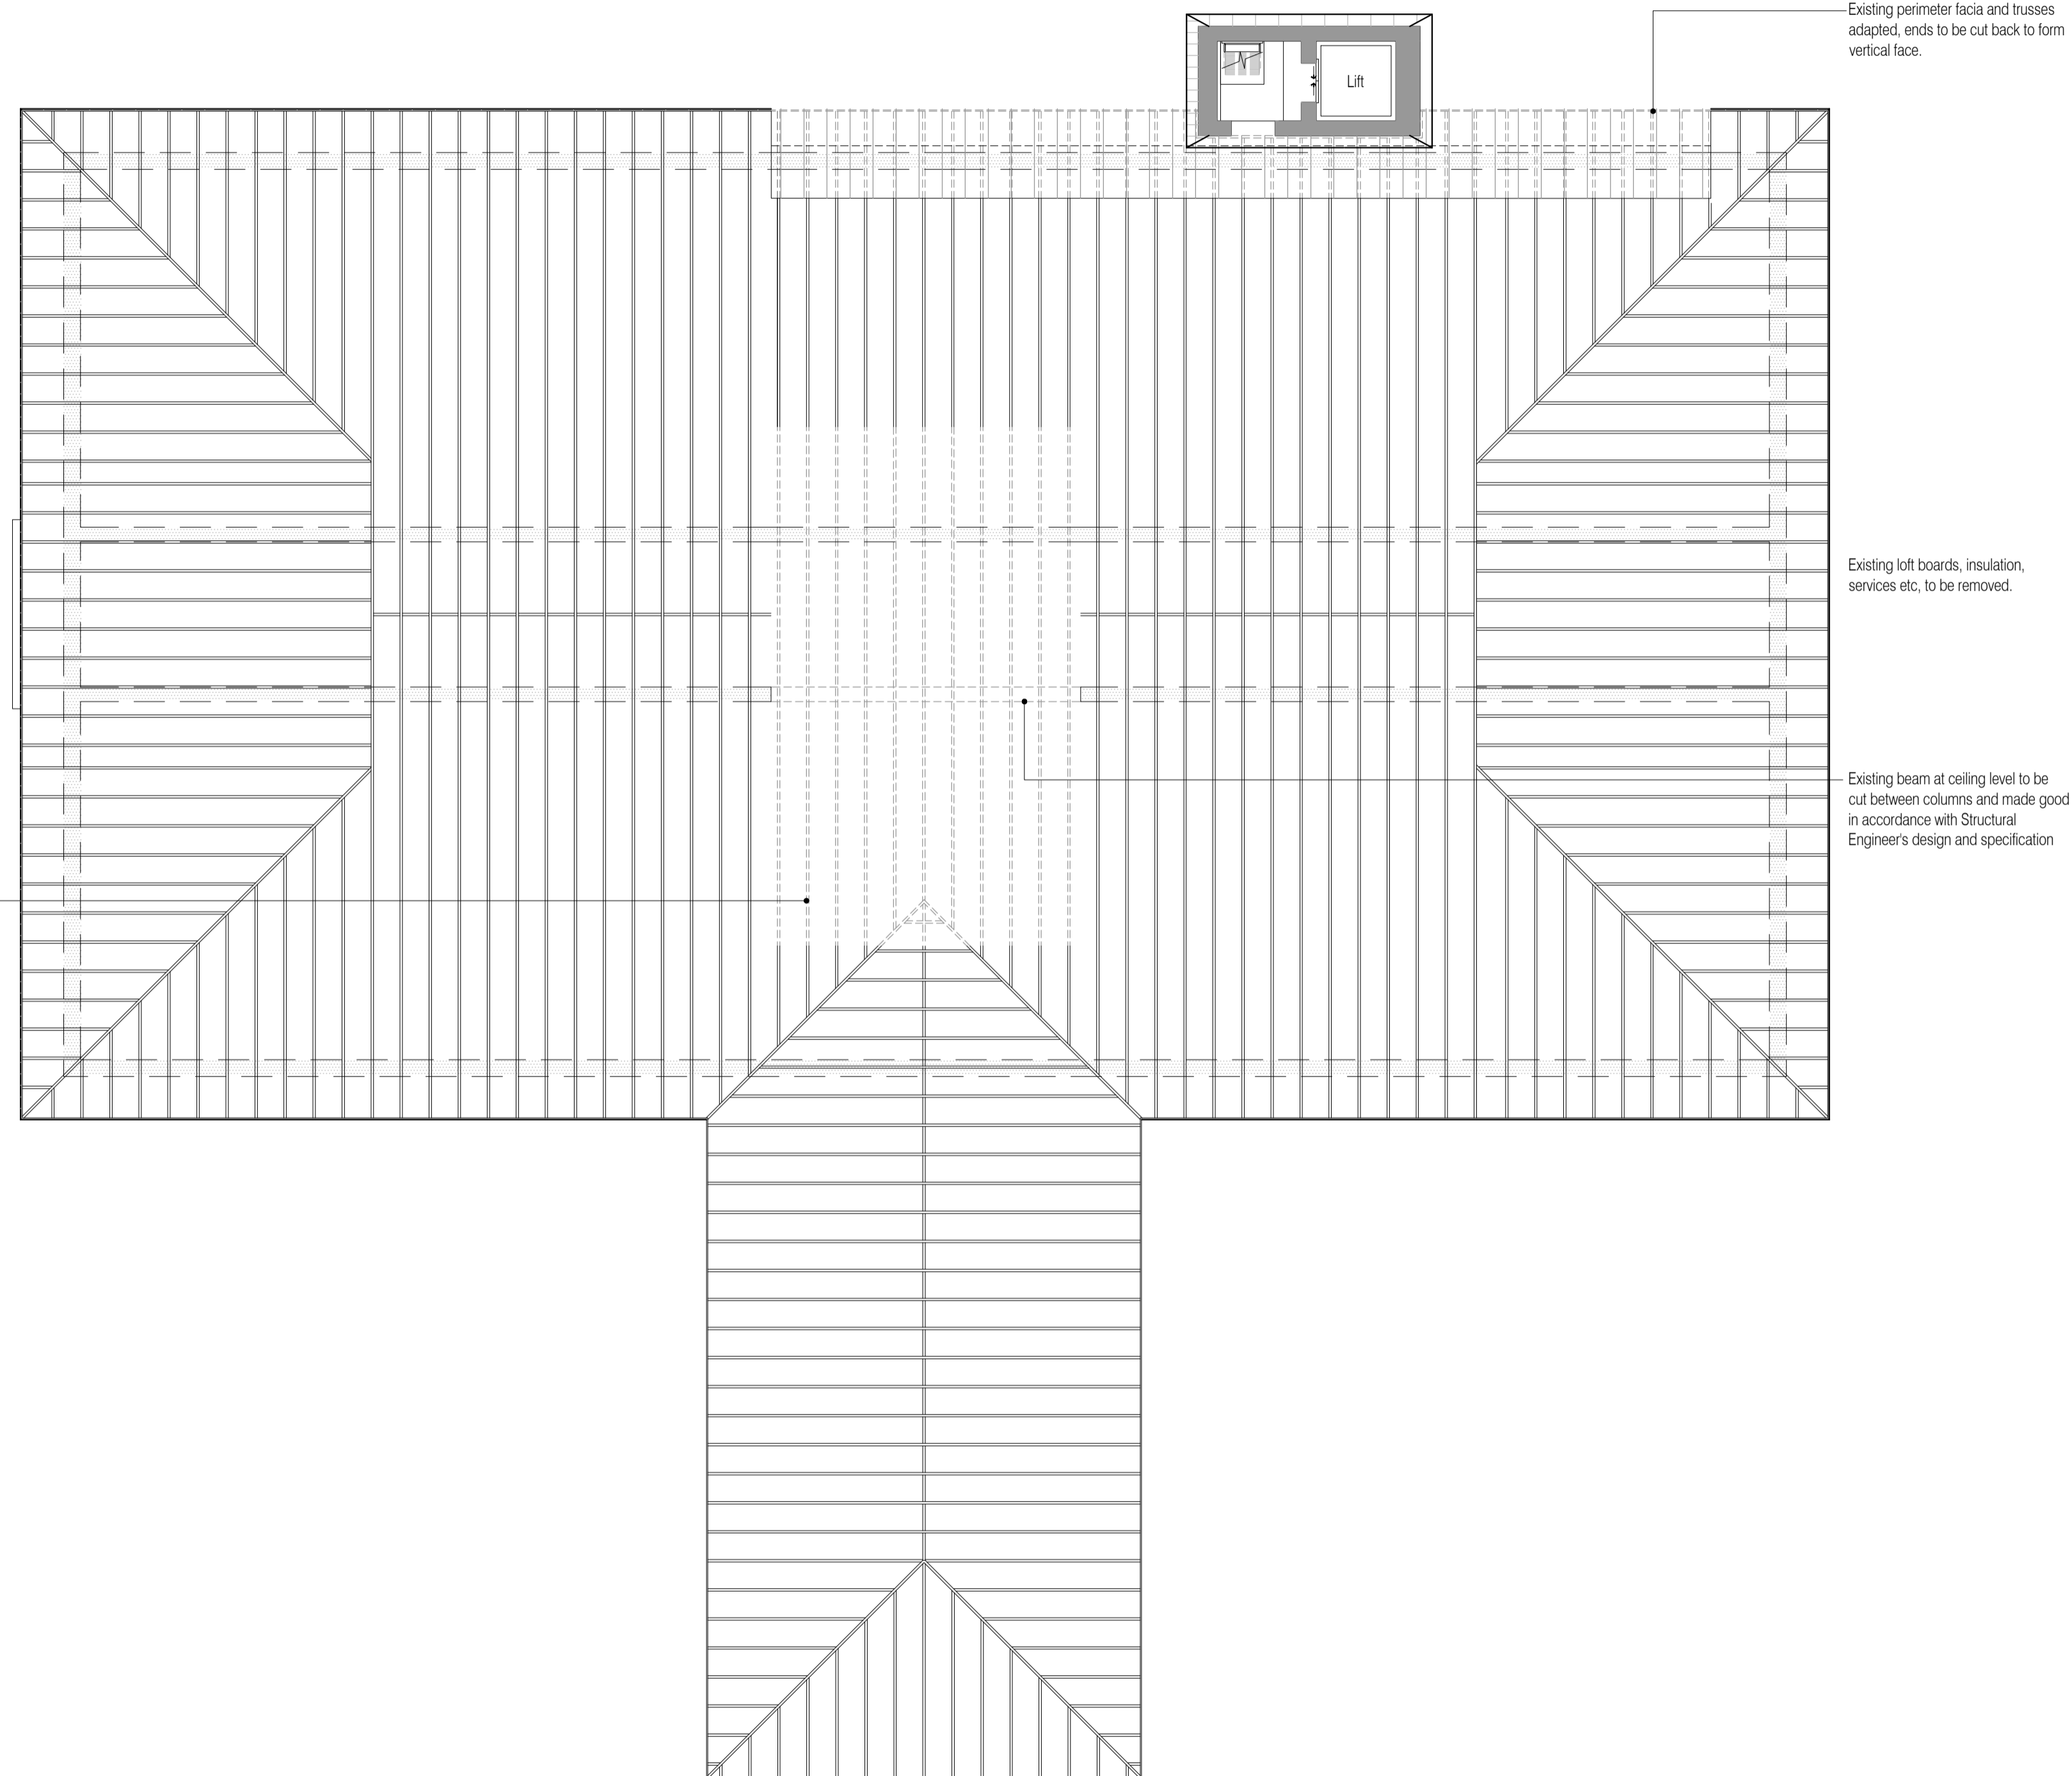 Existing perimeter facia and trusses
adapted, ends to be cut back to form
vertical face.
Lift
Existing loft boards, insulation,
services etc, to be removed.
Existing beam at ceiling level to be
cut between columns and made good
in accordance with Structural
Engineer's design and specification